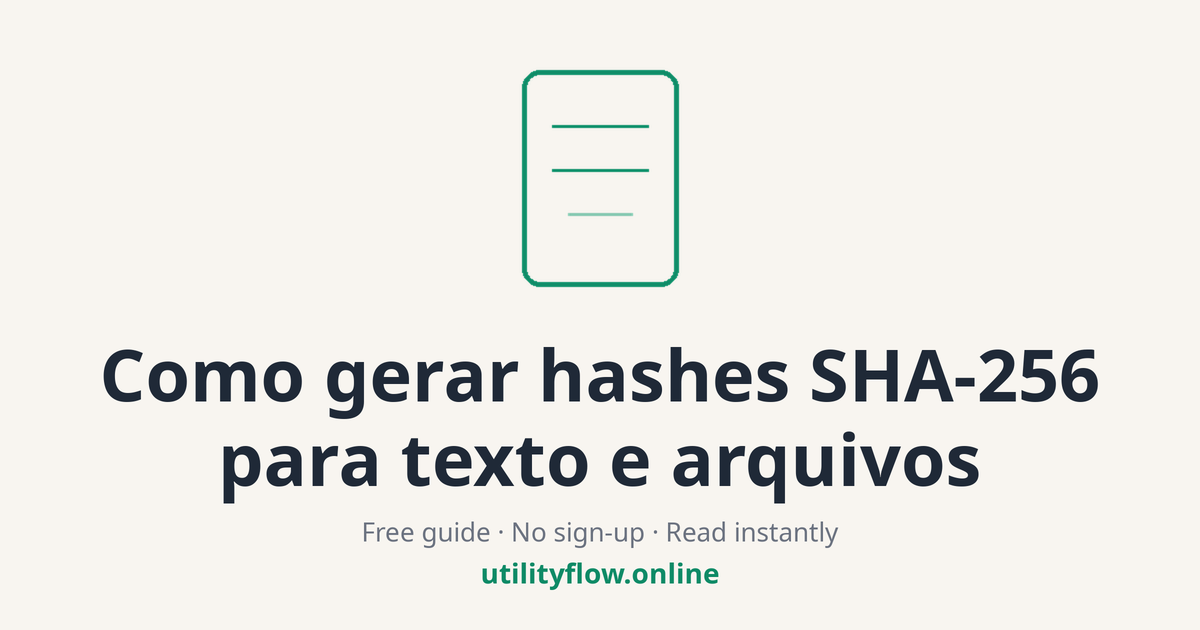 Como gerar hashes SHA-256
para texto e arquivos
Free guide · No sign-up · Read instantly
utilityflow.online